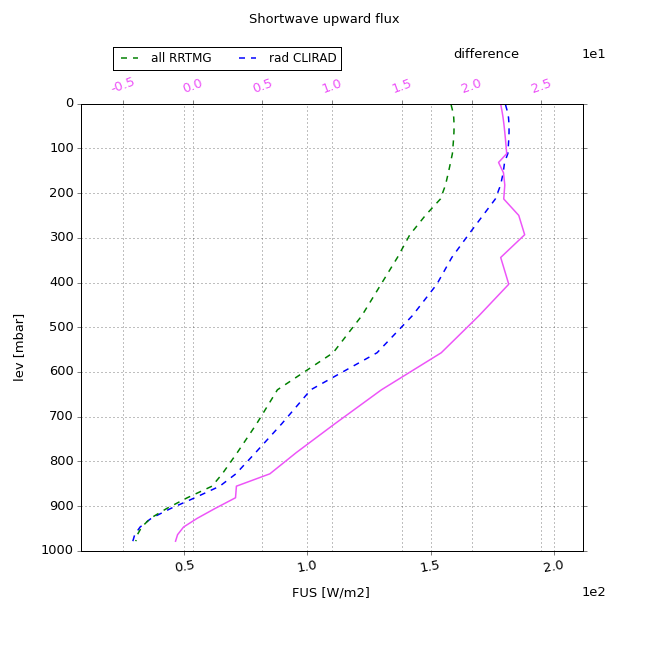 Shortwave upward flux
all RRTMG rad CLIRAD
difference 1e1
-0.5 0.0 0.5 1.0 1.5 2.0 2.5
0
100
200
300
400
500
600
700
800
900
1000
lev [mbar]
0.5 1.0 1.5 2.0
FUS [W/m2] 1e2